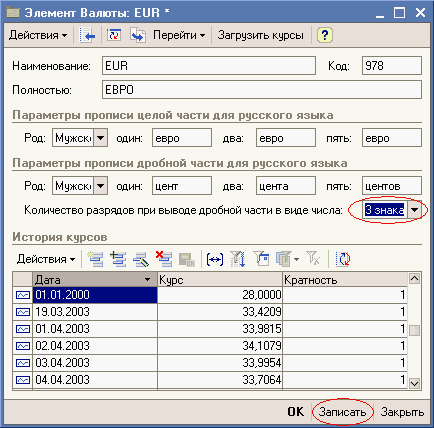 Элемент Валюты: EUR *
Действия Перейти Загрузить курсы ?
Наименование: EUR Код: 978
Полностью: ЕВРО
Параметры прописи целой части для русского языка
Род: Мужско один: евро два: евро пять: евро
Параметры прописи дробной части для русского языка
Род: Мужско один: цент два: цента пять: центов
Количество разрядов при выводе дробной части в виде числа: 3 знака
История курсов
Действия
Дата Курс Кратность
01.01.2000 28,0000 1
19.03.2003 33,4209 1
01.04.2003 33,9815 1
02.04.2003 34,1079 1
03.04.2003 33,9954 1
04.04.2003 33,7064 1
OK Записать Закрыть